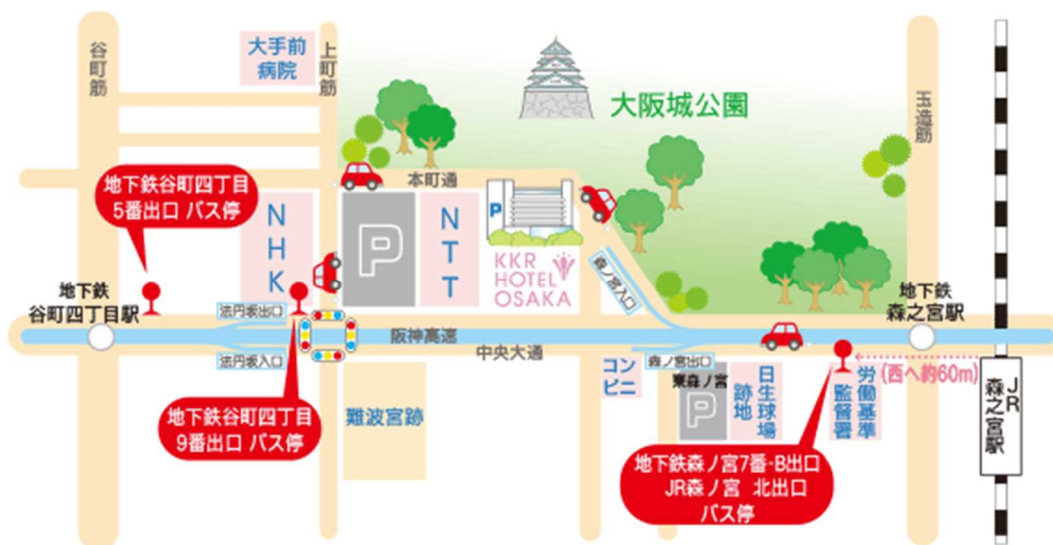 谷町筋
大手前
病院
上町筋
大阪城公園
玉造筋
地下鉄谷町四丁目
5番出口 バス停
本町通
NHK
P
NTT
P
KKR
HOTEL
OSAKA
森ノ宮入口
地下鉄
谷町四丁目駅
法円坂出口
阪神高速
地下鉄
森之宮駅
法円坂入口
中央大通
コン
ビニ
森ノ宮出口
東森ノ宮
P
日生球場
跡地
労働基準
監督署
(西へ約60m)
JR
森之宮駅
地下鉄谷町四丁目
9番出口 バス停
難波宮跡
地下鉄森ノ宮7番-B出口
JR森ノ宮 北出口
バス停